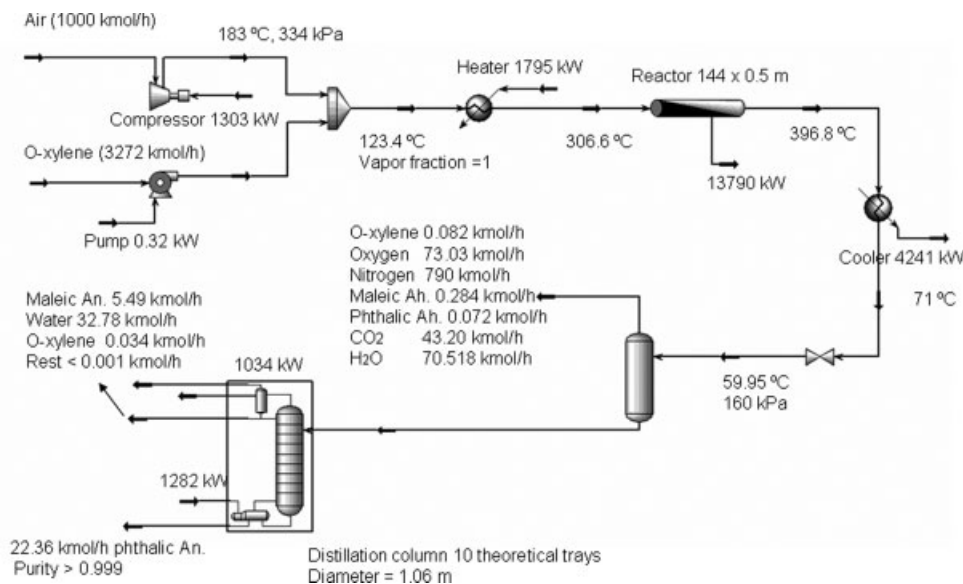 Air (1000 kmol/h)
183 ºC, 334 kPa
Compressor 1303 kW
O-xylene (3272 kmol/h)
Pump 0.32 kW
123.4 ºC
Vapor fraction =1
Heater 1795 kW
306.6 ºC
Reactor 144 x 0.5 m
13790 kW
396.8 ºC
Cooler 4241 kW
71 ºC
59.95 ºC
160 kPa
O-xylene 0.082 kmol/h
Oxygen 73.03 kmol/h
Nitrogen 790 kmol/h
Maleic Ah. 0.284 kmol/h
Phthalic Ah. 0.072 kmol/h
CO2 43.20 kmol/h
H2O 70.518 kmol/h
Maleic An. 5.49 kmol/h
Water 32.78 kmol/h
O-xylene 0.034 kmol/h
Rest < 0.001 kmol/h
1034 kW
1282 kW
22.36 kmol/h phthalic An.
Purity > 0.999
Distillation column 10 theoretical trays
Diameter = 1.06 m